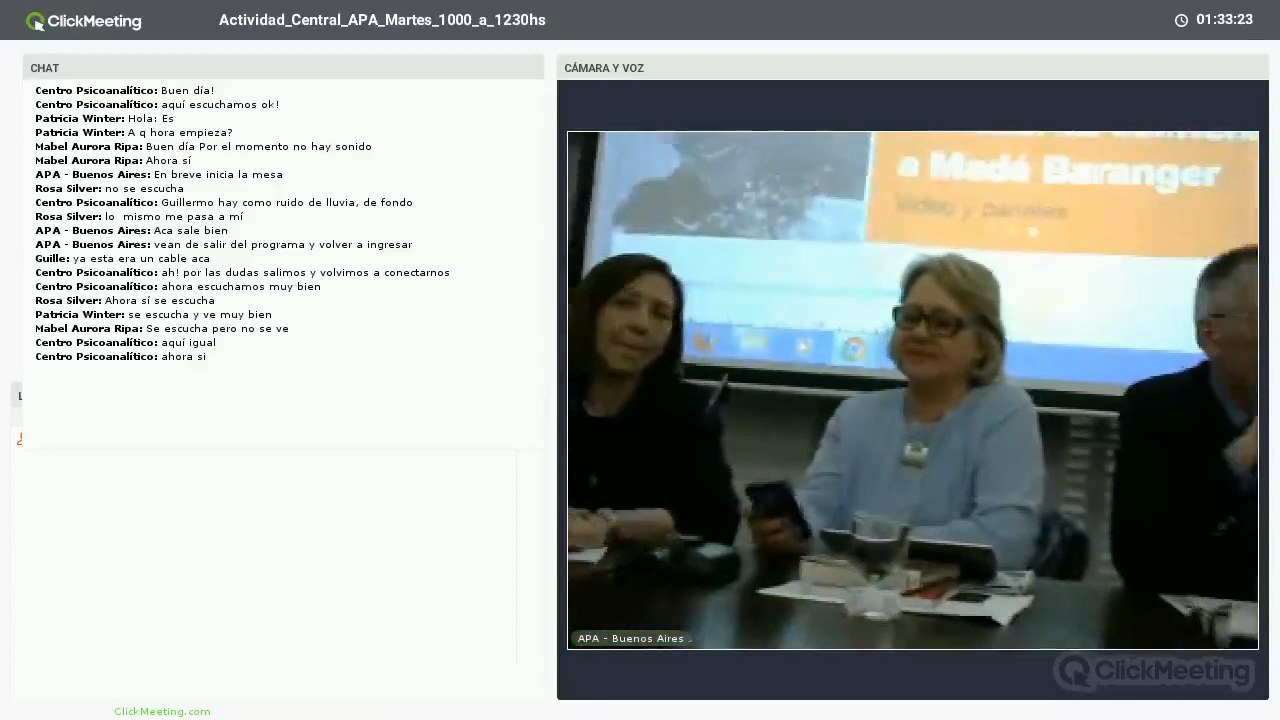 ClickMeeting
Actividad_Central_APA_Martes_1000_a_1230hs
01:33:23
CHAT
Centro Psicoanalítico: Buen día!
Centro Psicoanalítico: aquí escuchamos ok!
Patricia Winter: Hola: Es
Patricia Winter: A q hora empieza?
Mabel Aurora Ripa: Buen día Por el momento no hay sonido
Mabel Aurora Ripa: Ahora sí
APA - Buenos Aires: En breve inicia la mesa
Rosa Silver: no se escucha
Centro Psicoanalítico: Guillermo hay como ruido de lluvia, de fondo
Rosa Silver: lo  mismo me pasa a mí
APA - Buenos Aires: Aca sale bien
APA - Buenos Aires: vean de salir del programa y volver a ingresar
Guille: ya esta era un cable aca
Centro Psicoanalítico: ah! por las dudas salimos y volvimos a conectarnos
Centro Psicoanalítico: ahora escuchamos muy bien
Rosa Silver: Ahora sí se escucha
Patricia Winter: se escucha y ve muy bien
Mabel Aurora Ripa: Se escucha pero no se ve
Centro Psicoanalítico: aquí igual
Centro Psicoanalítico: ahora si
CÁMARA Y VOZ
a Madé Baranger
Video y paneles
APA - Buenos Aires ..
ClickMeeting
ClickMeeting.com